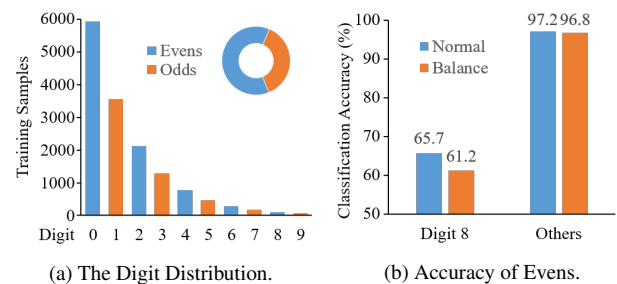 6000
5000
4000
3000
2000
1000
0
Training Samples
Evens
Odds
Digit 0 1 2 3 4 5 6 7 8 9
(a) The Digit Distribution.
100
90
80
70
60
50
Classification Accuracy (%)
Normal
Balance
65.7
61.2
97.2 96.8
Digit 8 Others
(b) Accuracy of Evens.